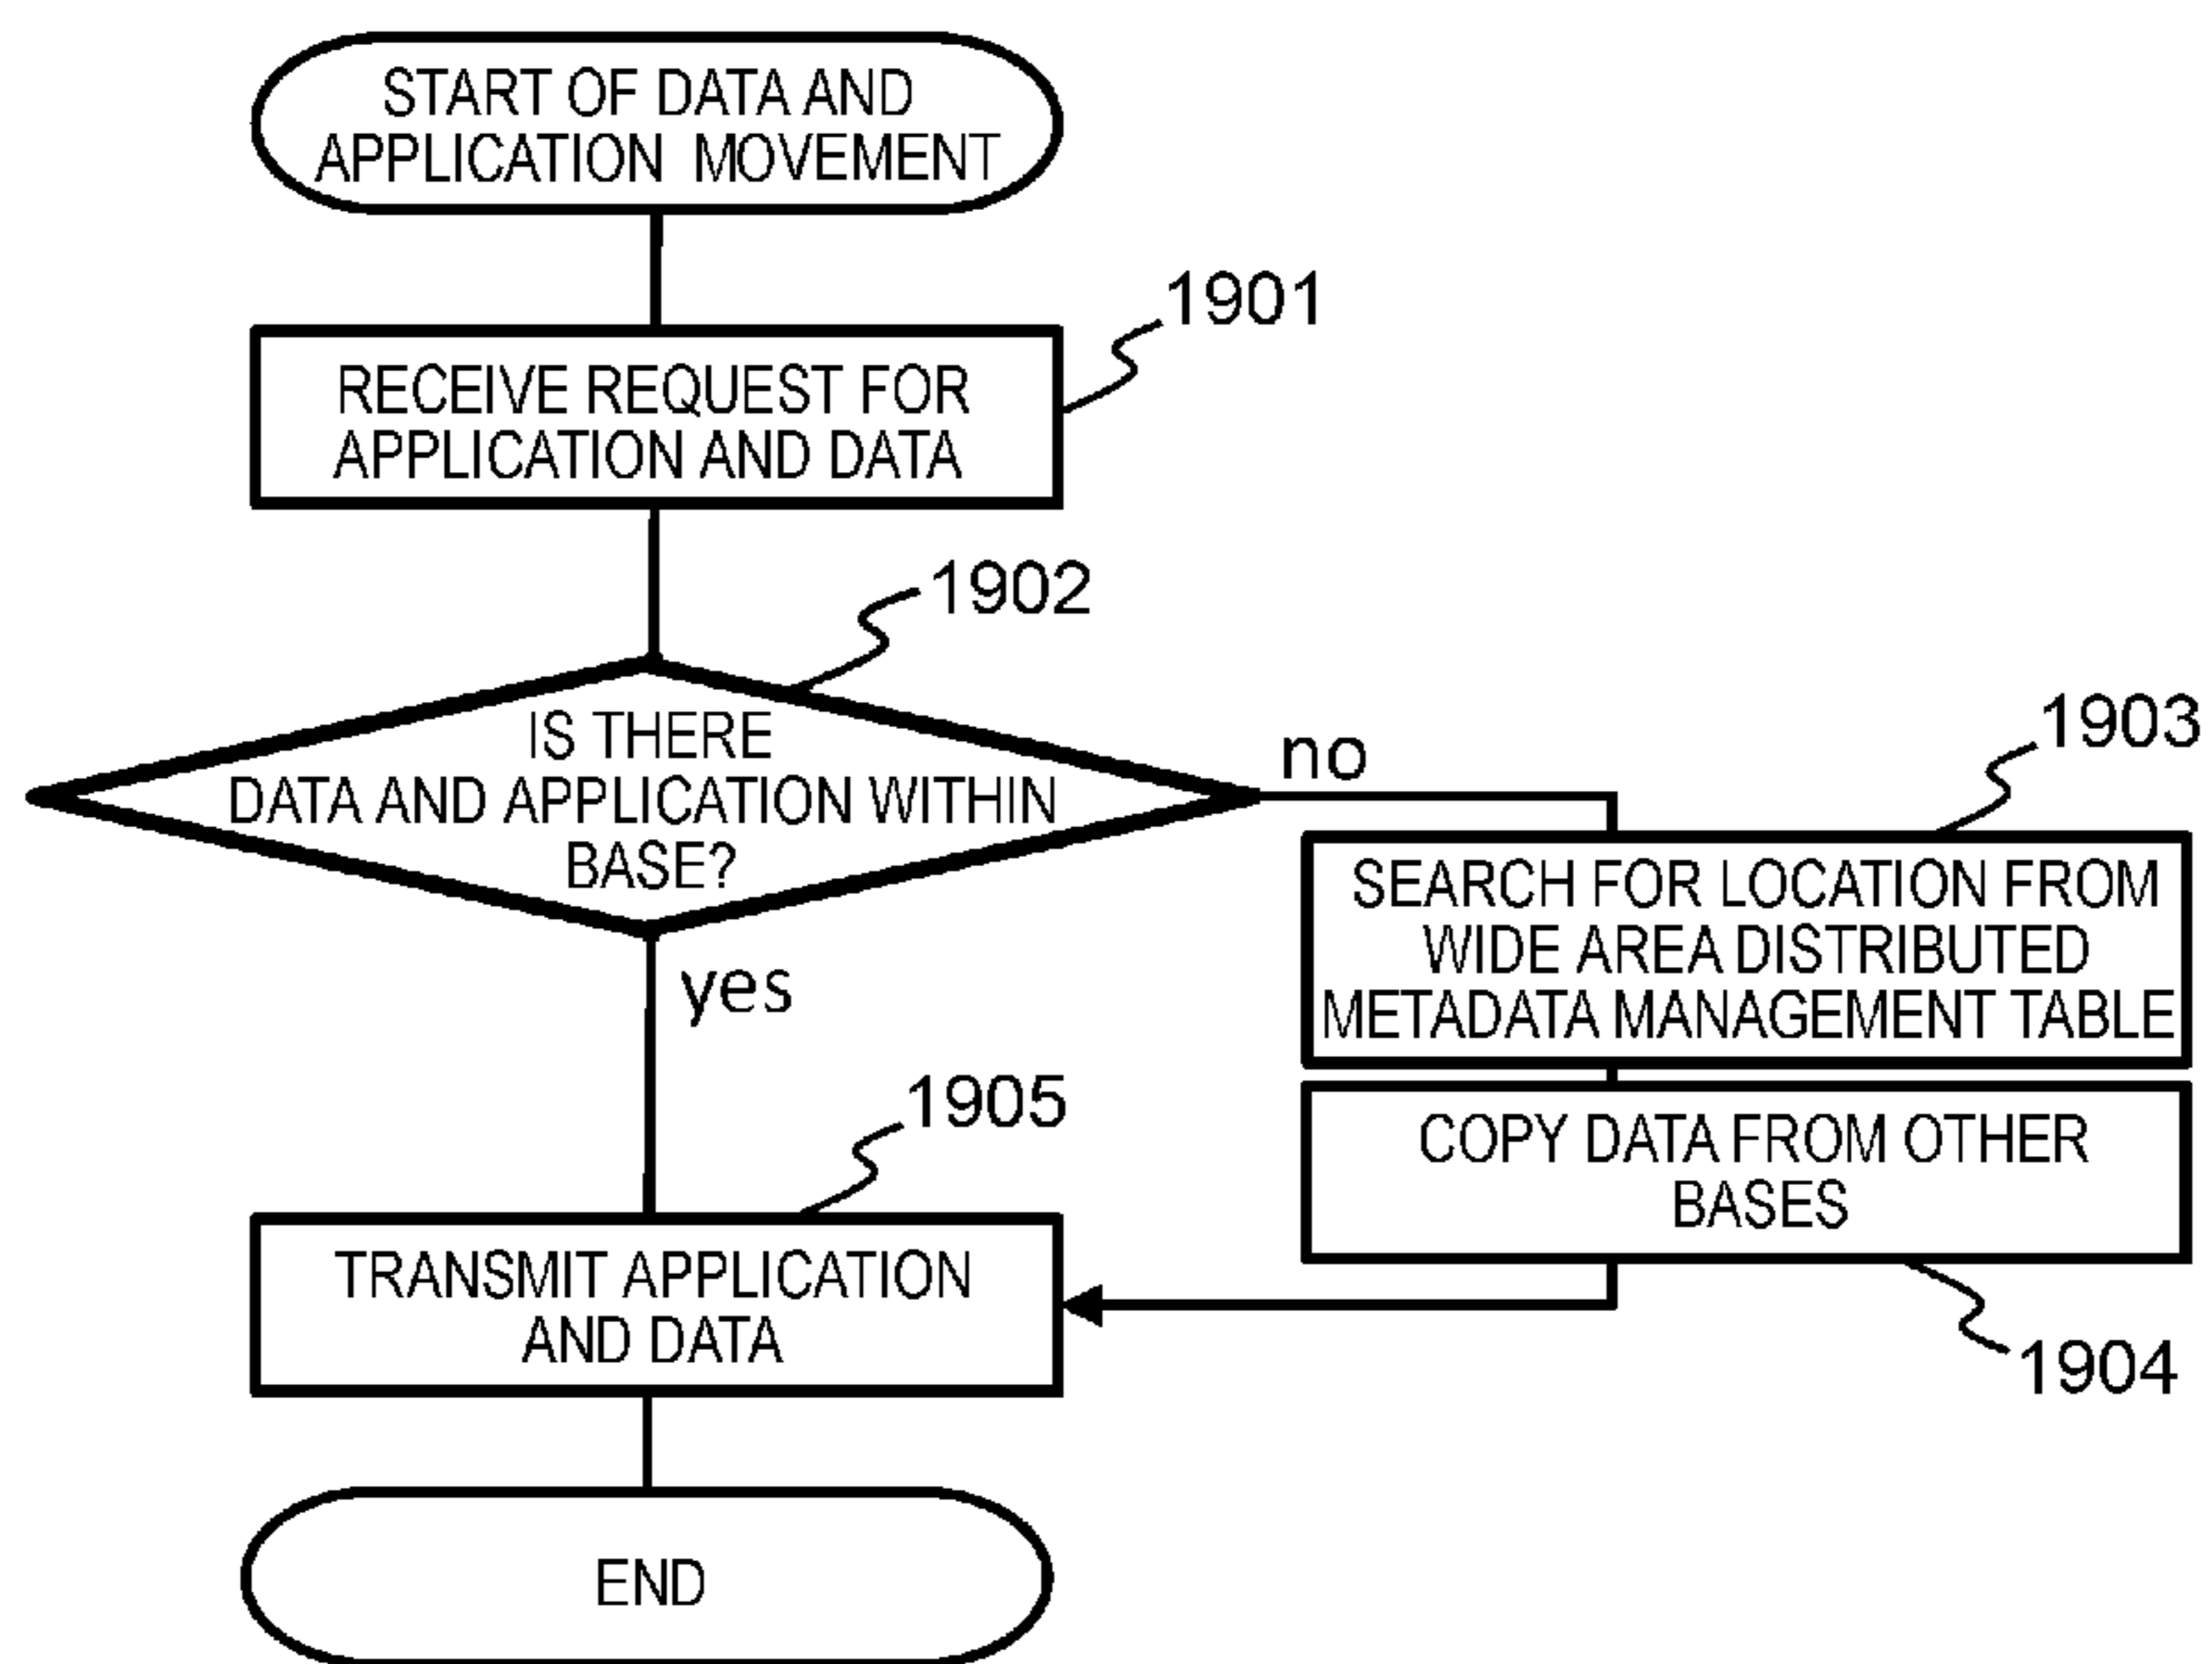 START OF DATA AND
APPLICATION MOVEMENT
1901
RECEIVE REQUEST FOR
APPLICATION AND DATA
1902
IS THERE
DATA AND APPLICATION WITHIN
BASE?
no
yes
1903
SEARCH FOR LOCATION FROM
WIDE AREA DISTRIBUTED
METADATA MANAGEMENT TABLE
COPY DATA FROM OTHER
BASES
1904
1905
TRANSMIT APPLICATION
AND DATA
END